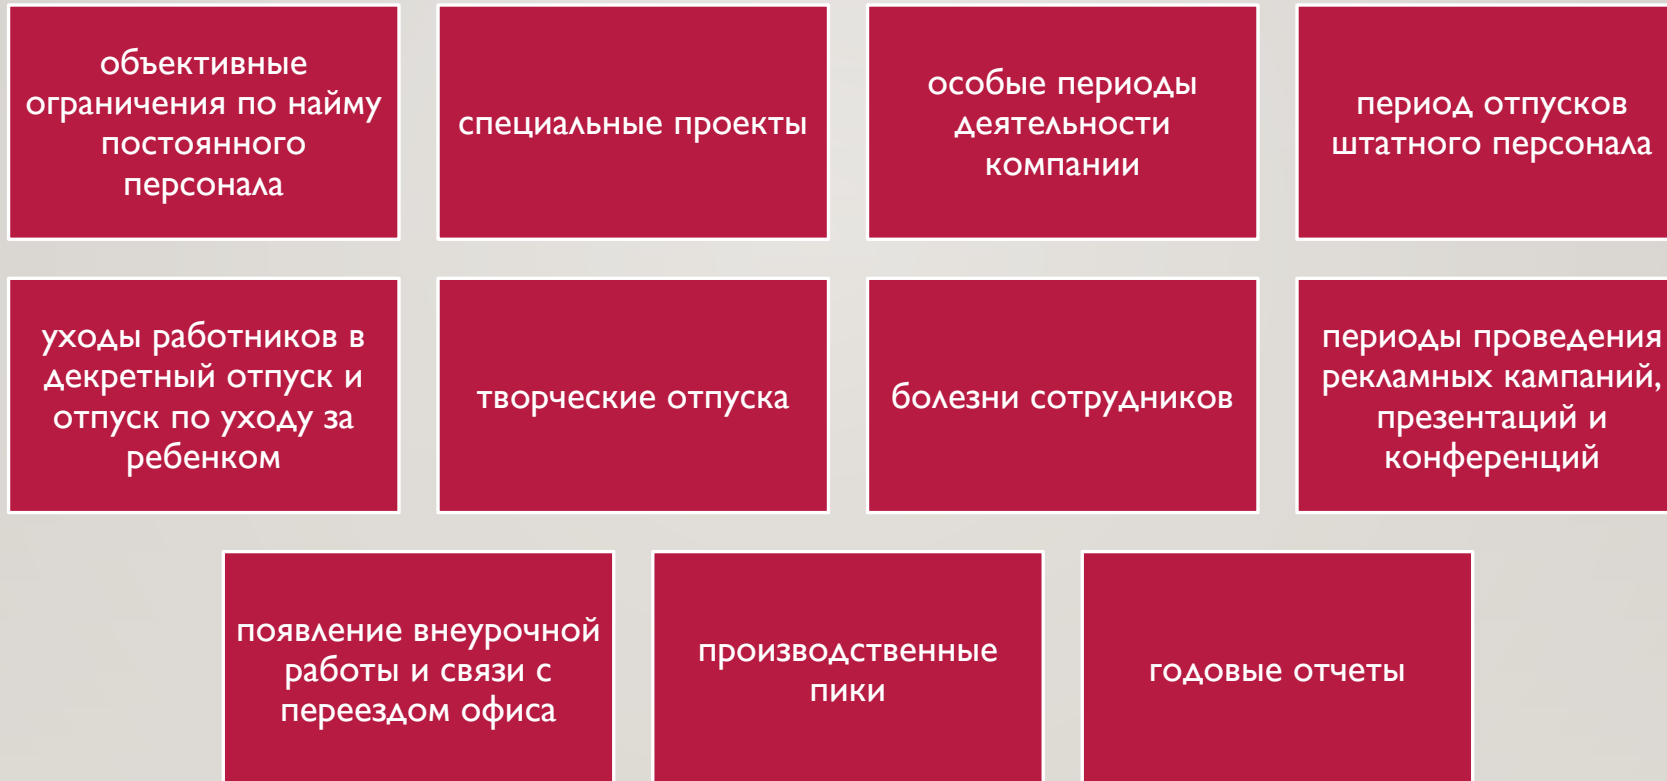 объективные
ограничения по найму
постоянного
персонала
специальные проекты
особые периоды
деятельности
компании
период отпусков
штатного персонала
уходы работников в
декретный отпуск и
отпуск по уходу за
ребенком
творческие отпуска
болезни сотрудников
периоды проведения
рекламных кампаний,
презентаций и
конференций
появление внеурочной
работы и связи с
переездом офиса
производственные
пики
годовые отчеты